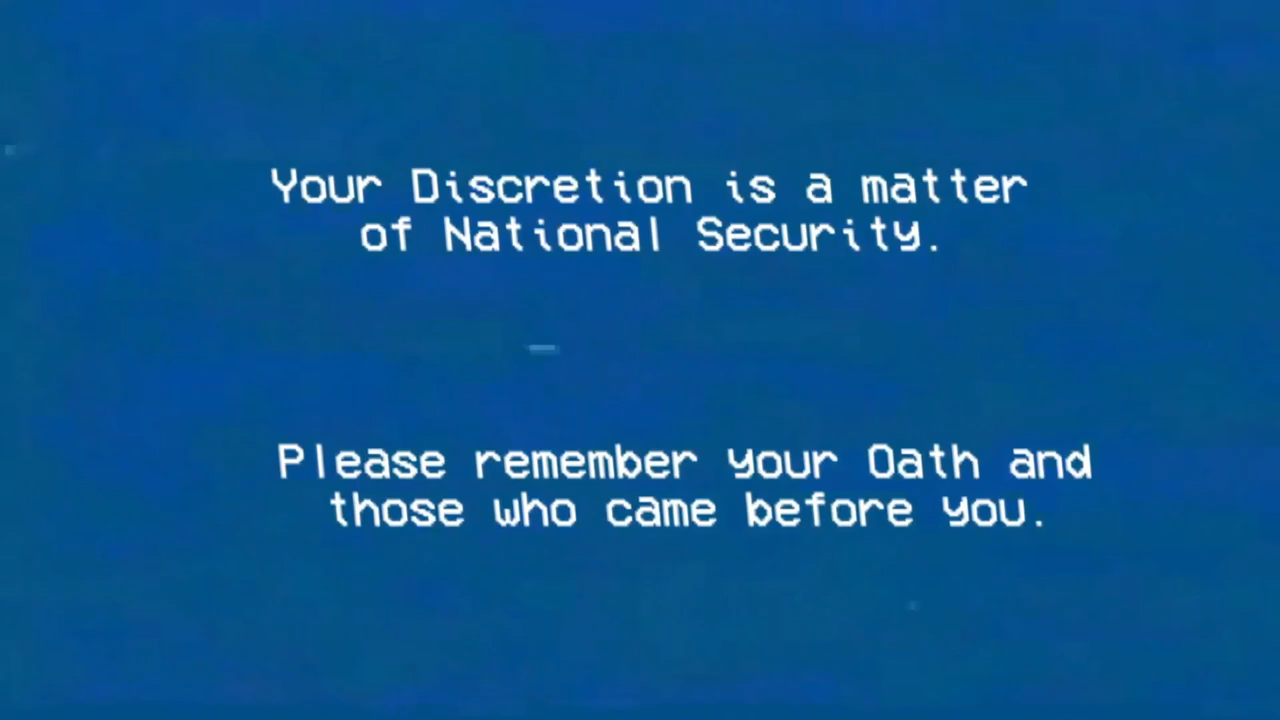 Your Discretion is a matter
of National Security.
Please remember your Oath and
those who came before you.